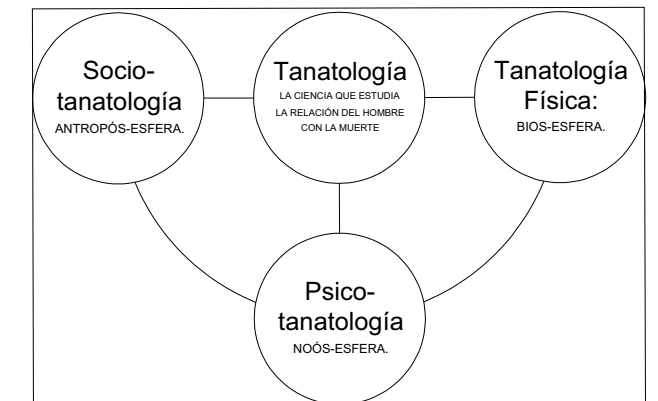 Socio-
tanatología
ANTROPÓS-ESFERA.
Tanatología
LA CIENCIA QUE ESTUDIA
LA RELACIÓN DEL HOMBRE
CON LA MUERTE
Tanatología
Física:
BIOS-ESFERA.
Psico-
tanatología
NOÓS-ESFERA.